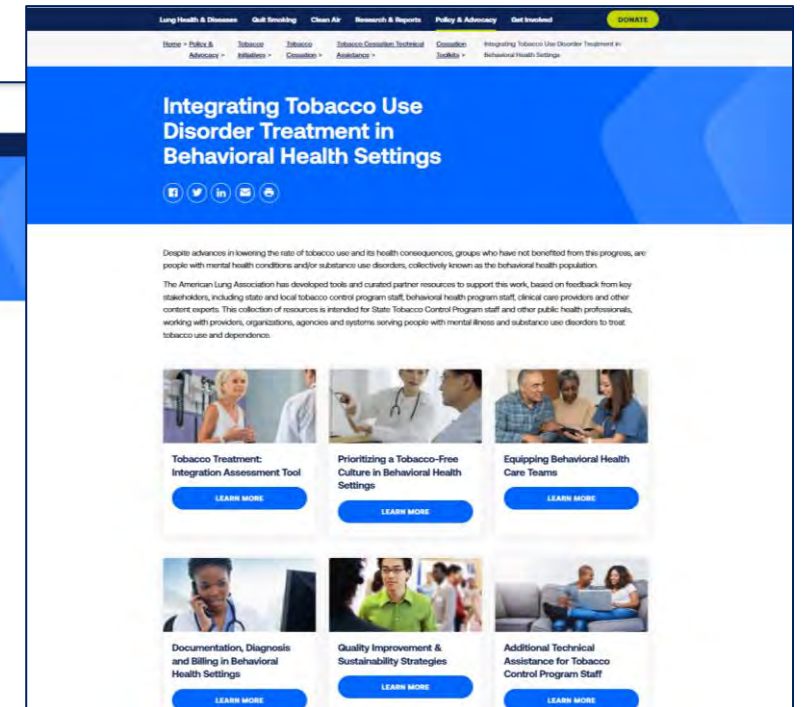 Lung Health & Diseases Quit Smoking Clean Air Research & Reports Policy & Advocacy Get Involved DONATE
Home > Policy & Advocacy > Tobacco Initiatives > Tobacco Cessation > Tobacco Cessation Technical Assistance > Cessation Toolkits > Integrating Tobacco Use Disorder Treatment in Behavioral Health Settings
Integrating Tobacco Use
Disorder Treatment in
Behavioral Health Settings
Despite advances in lowering the rate of tobacco use and its health consequences, groups who have not benefited from this progress, are
people with mental health conditions and/or substance use disorders, collectively known as the behavioral health population.
The American Lung Association has developed tools and curated partner resources to support this work, based on feedback from key
stakeholders, including state and local tobacco control program staff, behavioral health program staff, clinical care providers and other
content experts. This collection of resources is intended for State Tobacco Control Program staff and other public health professionals,
working with providers, organizations, agencies and systems serving people with mental illness and substance use disorders to treat
tobacco use and dependence.
Tobacco Treatment:
Integration Assessment Tool
LEARN MORE
Prioritizing a Tobacco-Free
Culture in Behavioral Health
Settings
LEARN MORE
Equipping Behavioral Health
Care Teams
LEARN MORE
Documentation, Diagnosis
and Billing in Behavioral
Health Settings
LEARN MORE
Quality Improvement &
Sustainability Strategies
LEARN MORE
Additional Technical
Assistance for Tobacco
Control Program Staff
LEARN MORE